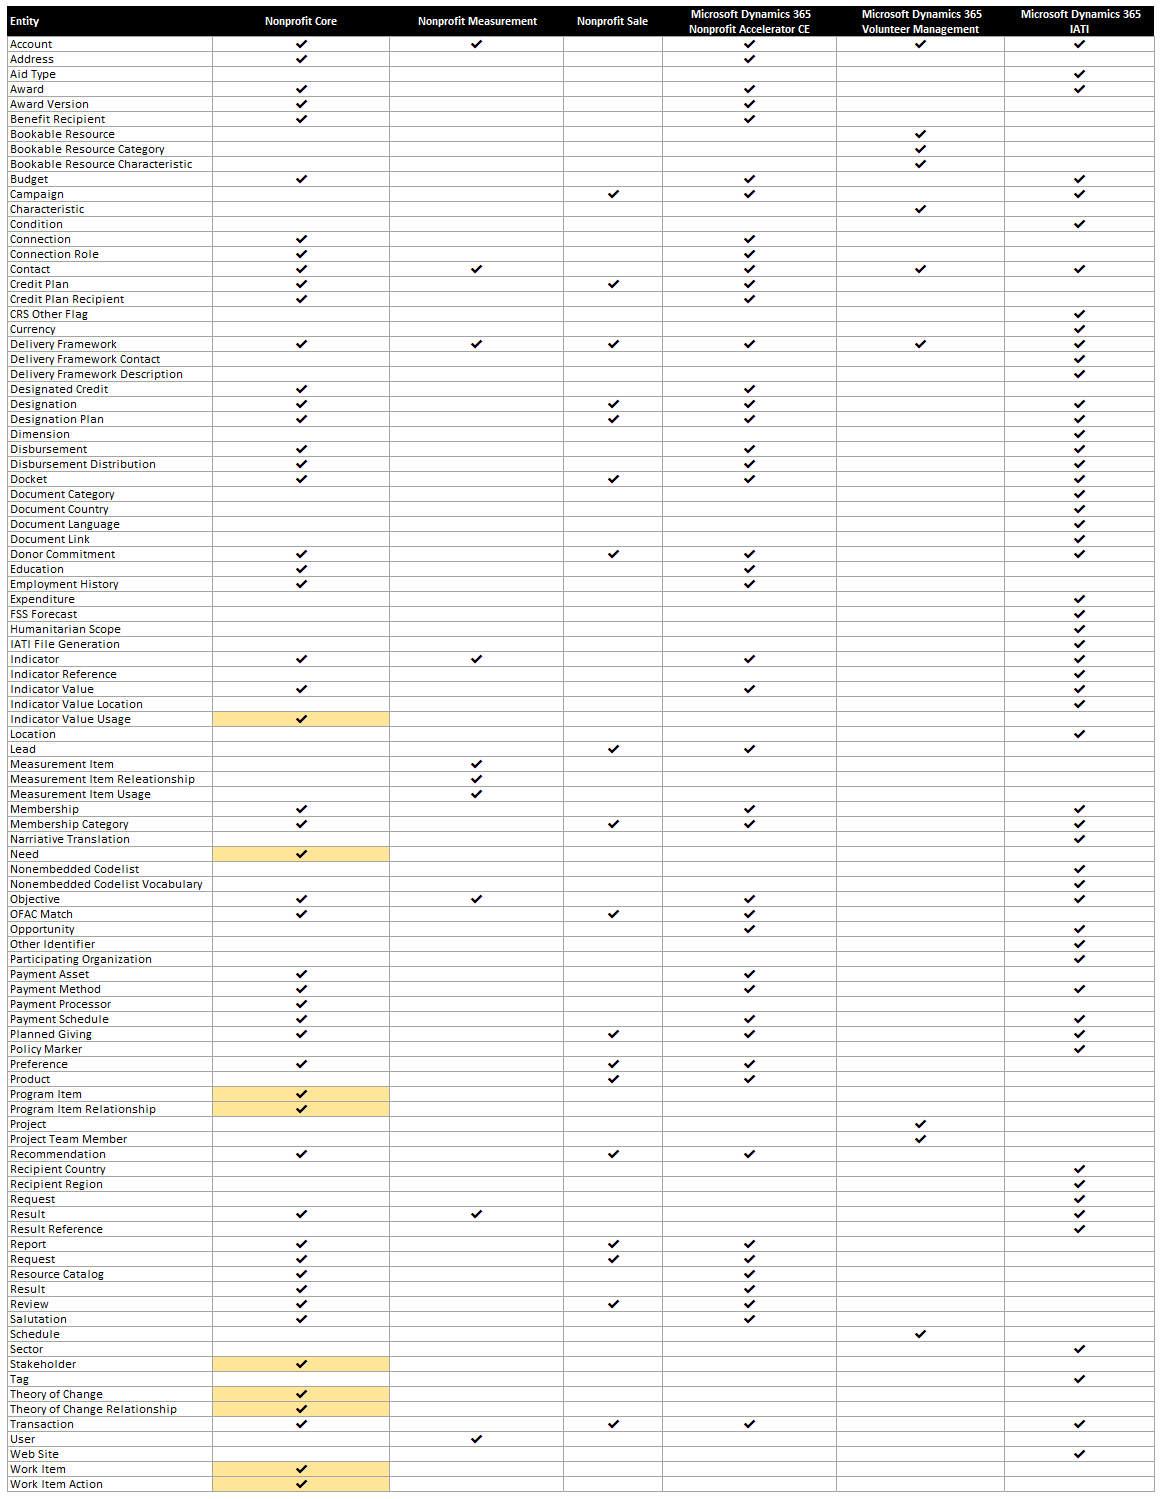 Entity Nonprofit Core Nonprofit Measurement Nonprofit Sale Microsoft Dynamics 365 Nonprofit Accelerator CE Microsoft Dynamics 365 Volunteer Management Microsoft Dynamics 365 IATI
Account ✔ ✔ ✔ ✔ ✔
Address ✔ ✔
Aid Type ✔
Award ✔ ✔ ✔
Award Version ✔ ✔
Benefit Recipient ✔ ✔
Bookable Resource ✔
Bookable Resource Category ✔
Bookable Resource Characteristic ✔
Budget ✔ ✔ ✔
Campaign ✔ ✔ ✔
Characteristic ✔
Condition ✔
Connection ✔ ✔
Connection Role ✔ ✔
Contact ✔ ✔ ✔ ✔ ✔
Credit Plan ✔ ✔ ✔
Credit Plan Recipient ✔ ✔
CRS Other Flag ✔
Currency ✔
Delivery Framework ✔ ✔ ✔ ✔ ✔ ✔
Delivery Framework Contact ✔
Delivery Framework Description ✔
Designated Credit ✔ ✔
Designation ✔ ✔ ✔ ✔
Designation Plan ✔ ✔ ✔ ✔
Dimension ✔
Disbursement ✔ ✔ ✔
Disbursement Distribution ✔ ✔ ✔
Docket ✔ ✔ ✔ ✔
Document Category ✔
Document Country ✔
Document Language ✔
Document Link ✔
Donor Commitment ✔ ✔ ✔ ✔
Education ✔ ✔
Employment History ✔ ✔
Expenditure ✔
FSS Forecast ✔
Humanitarian Scope ✔
IATI File Generation ✔
Indicator ✔ ✔ ✔ ✔
Indicator Reference ✔
Indicator Value ✔ ✔ ✔
Indicator Value Location ✔
Indicator Value Usage ✔
Location ✔
Lead ✔ ✔
Measurement Item ✔
Measurement Item Releationship ✔
Measurement Item Usage ✔
Membership ✔ ✔ ✔
Membership Category ✔ ✔ ✔ ✔
Narriative Translation ✔
Need ✔
Nonembedded Codelist ✔
Nonembedded Codelist Vocabulary ✔
Objective ✔ ✔ ✔ ✔
OFAC Match ✔ ✔ ✔
Opportunity ✔ ✔
Other Identifier ✔
Participating Organization ✔
Payment Asset ✔ ✔
Payment Method ✔ ✔ ✔
Payment Processor ✔
Payment Schedule ✔ ✔ ✔
Planned Giving ✔ ✔ ✔ ✔
Policy Marker ✔
Preference ✔ ✔ ✔
Product ✔ ✔
Program Item ✔
Program Item Relationship ✔
Project ✔
Project Team Member ✔
Recommendation ✔ ✔ ✔
Recipient Country ✔
Recipient Region ✔
Request ✔
Result ✔ ✔ ✔
Result Reference ✔
Report ✔ ✔ ✔
Request ✔ ✔ ✔
Resource Catalog ✔ ✔
Result ✔ ✔
Review ✔ ✔ ✔
Salutation ✔ ✔
Schedule ✔
Sector ✔
Stakeholder ✔
Tag ✔
Theory of Change ✔
Theory of Change Relationship ✔
Transaction ✔ ✔ ✔ ✔
User ✔
Web Site ✔
Work Item ✔
Work Item Action ✔